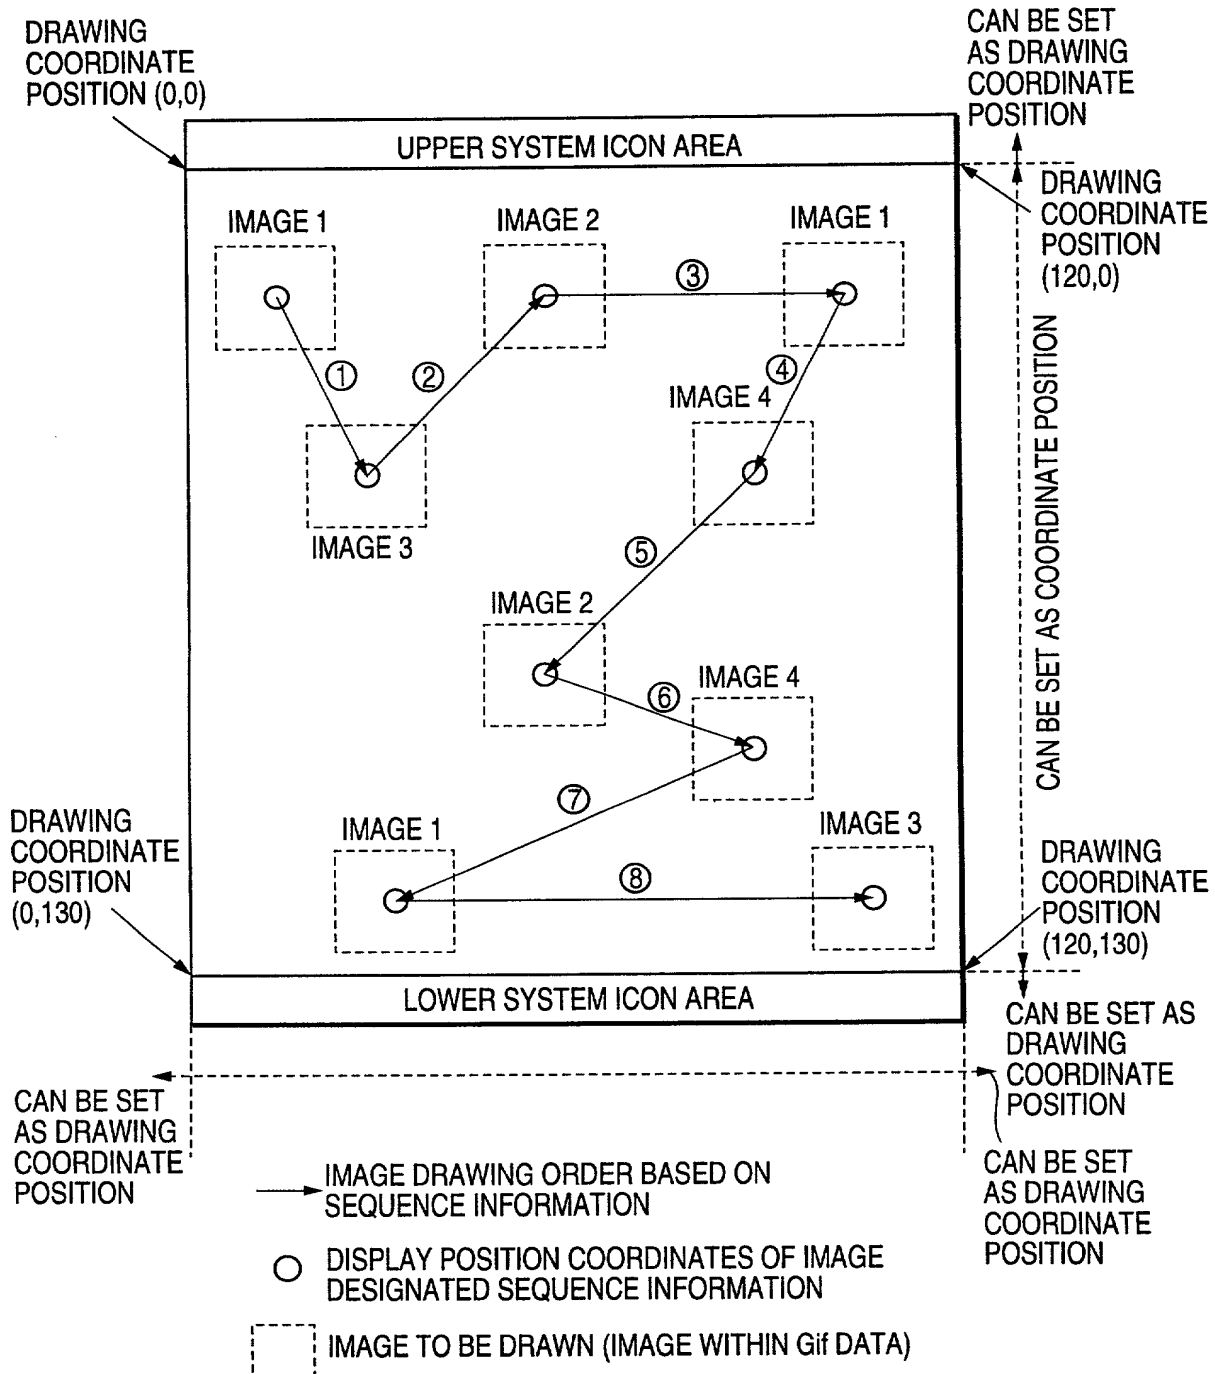 DRAWING
COORDINATE
POSITION (0,0)
CAN BE SET
AS DRAWING
COORDINATE
POSITION
UPPER SYSTEM ICON AREA
DRAWING
COORDINATE
POSITION
(120,0)
IMAGE 1
IMAGE 2
IMAGE 1
3
1
2
4
IMAGE 4
IMAGE 3
CAN BE SET AS COORDINATE POSITION
5
IMAGE 2
6
IMAGE 4
7
DRAWING
COORDINATE
POSITION
(0,130)
IMAGE 1
IMAGE 3
8
DRAWING
COORDINATE
POSITION
(120,130)
LOWER SYSTEM ICON AREA
CAN BE SET AS
DRAWING
COORDINATE
POSITION
CAN BE SET
AS DRAWING
COORDINATE
POSITION
CAN BE SET
AS DRAWING
COORDINATE
POSITION
IMAGE DRAWING ORDER BASED ON
SEQUENCE INFORMATION
DISPLAY POSITION COORDINATES OF IMAGE
DESIGNATED SEQUENCE INFORMATION
IMAGE TO BE DRAWN (IMAGE WITHIN Gif DATA)